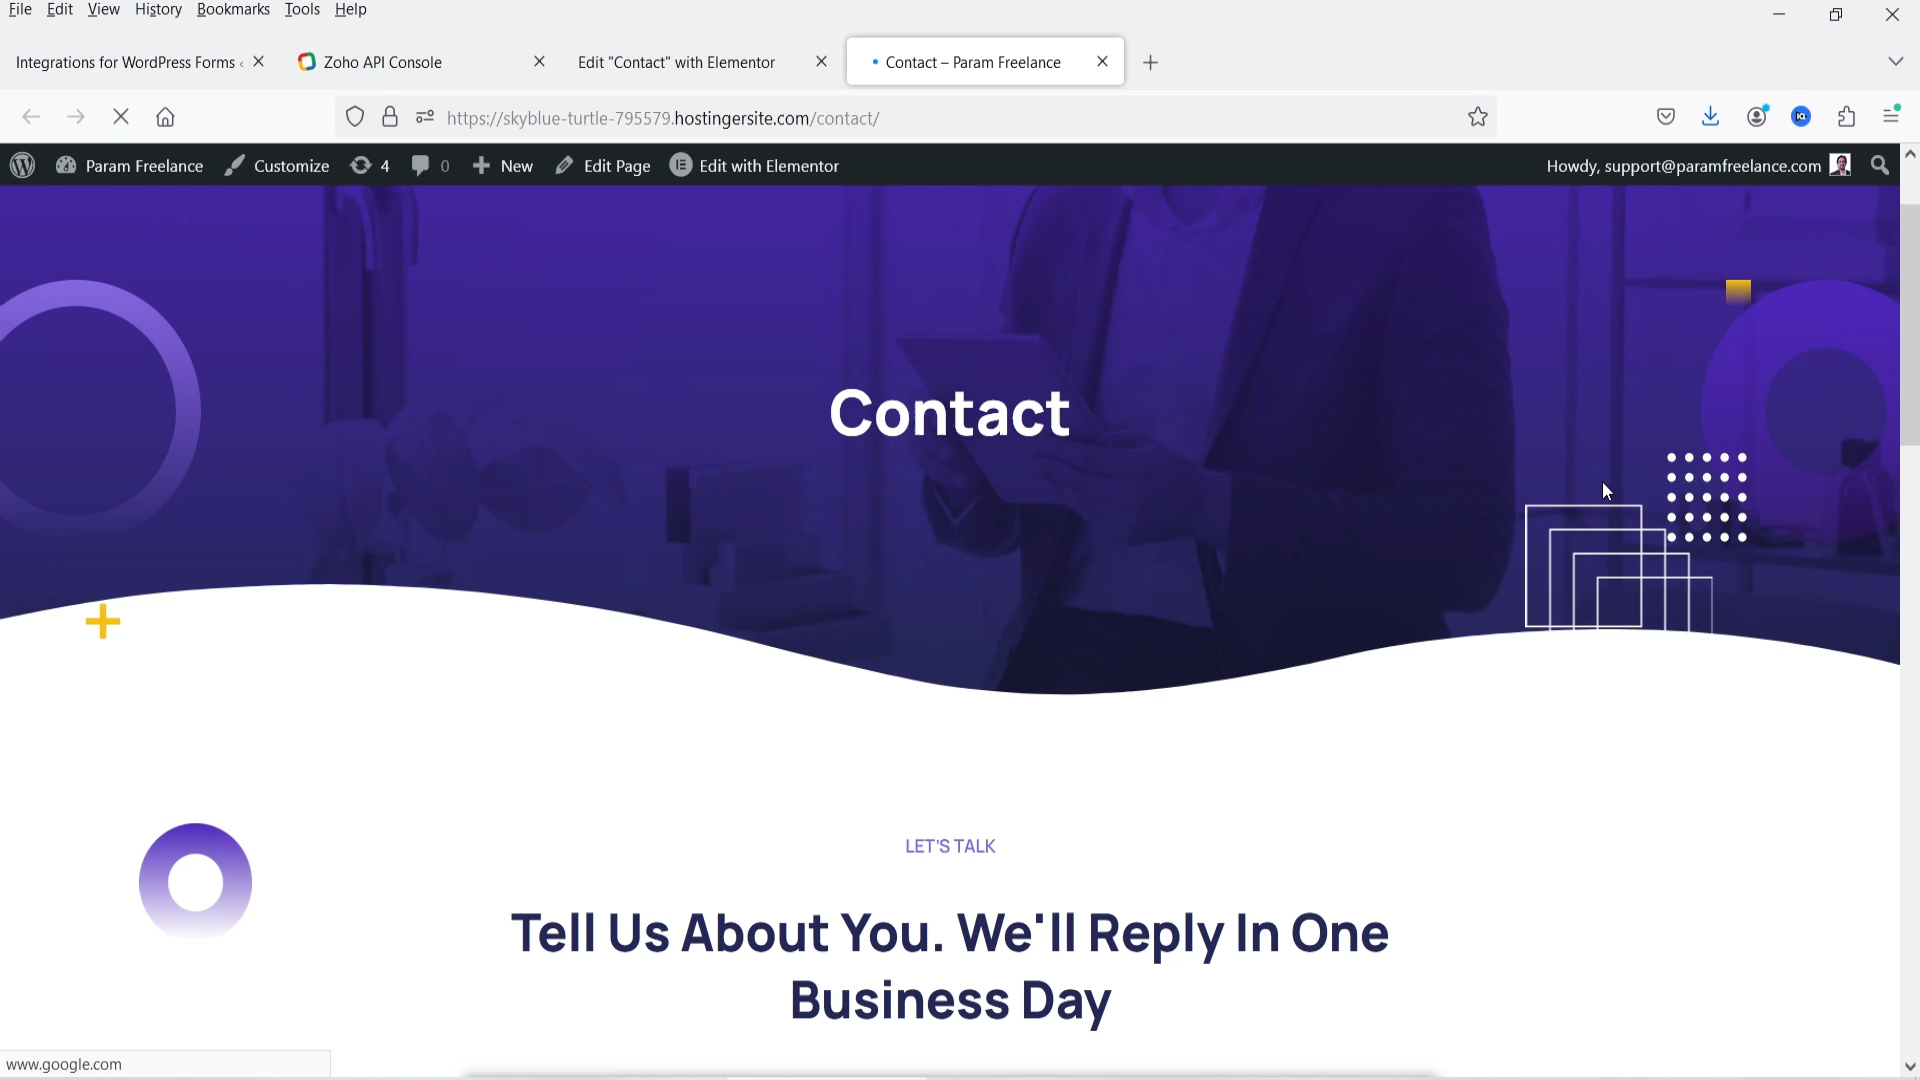 File Edit View History Bookmarks Tools Help
Integrations for WordPress Forms ‹
Zoho API Console
Edit "Contact" with Elementor
Contact – Param Freelance
https://skyblue-turtle-795579.hostingersite.com/contact/
Param Freelance Customize 4 0 New Edit Page Edit with Elementor Howdy, support@paramfreelance.com
Contact
LET'S TALK
Tell Us About You. We'll Reply In One
Business Day
www.google.com